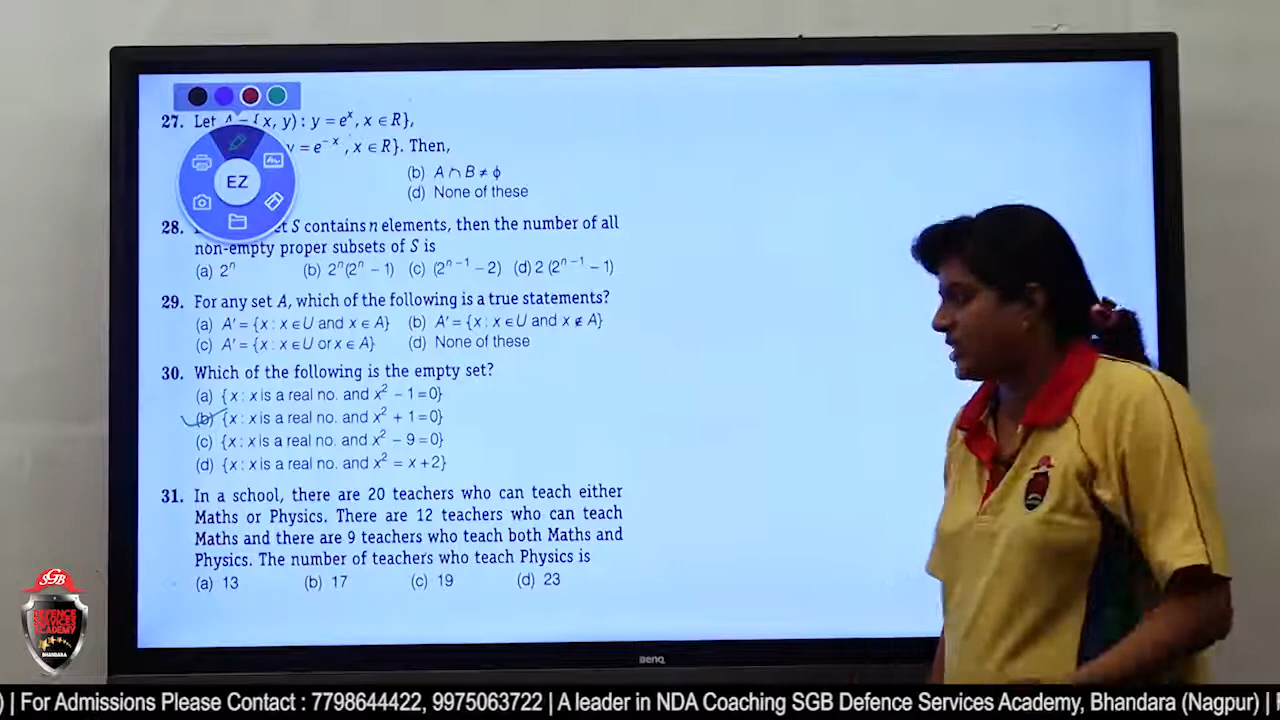 27. Let A = { x, y) : y = eˣ, x ∈ R},
y = e⁻ˣ, x ∈ R}. Then,
(b) A ∩ B ≠ ϕ
(d) None of these
EZ
28. S contains n elements, then the number of all
non-empty proper subsets of S is
(a) 2ⁿ (b) 2ⁿ(2ⁿ – 1) (c) (2ⁿ⁻¹ – 2) (d) 2 (2ⁿ⁻¹ – 1)
29. For any set A, which of the following is a true statements?
(a) A′ = {x : x ∈ U and x ∈ A} (b) A′ = {x : x ∈ U and x ∉ A}
(c) A′ = {x : x ∈ U or x ∈ A} (d) None of these
30. Which of the following is the empty set?
(a) {x : x is a real no. and x² – 1 = 0}
(b) {x : x is a real no. and x² + 1 = 0}
(c) {x : x is a real no. and x² – 9 = 0}
(d) {x : x is a real no. and x² = x + 2}
31. In a school, there are 20 teachers who can teach either
Maths or Physics. There are 12 teachers who can teach
Maths and there are 9 teachers who teach both Maths and
Physics. The number of teachers who teach Physics is
(a) 13 (b) 17 (c) 19 (d) 23
BenQ
SGB
DEFENCE
SERVICES
ACADEMY
BHANDARA
) | For Admissions Please Contact : 7798644422, 9975063722 | A leader in NDA Coaching SGB Defence Services Academy, Bhandara (Nagpur) |